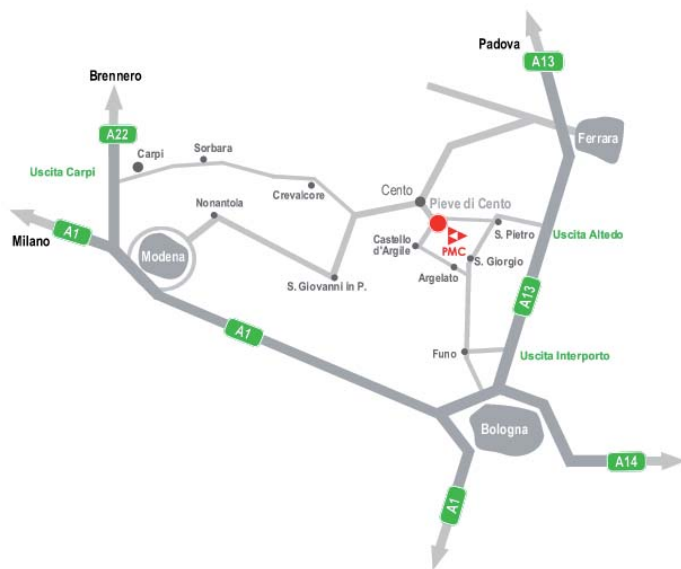 Padova
A13
Brennero
A22
Ferrara
Carpi
Sorbara
Uscita Carpi
Crevalcore
Cento
Nonantola
Pieve di Cento
A1
Milano
S. Pietro
Uscita Altedo
Castello
d'Argile
PMC
Modena
S. Giorgio
Argelato
S. Giovanni in P.
A13
A1
Funo
Uscita Interporto
Bologna
A14
A1